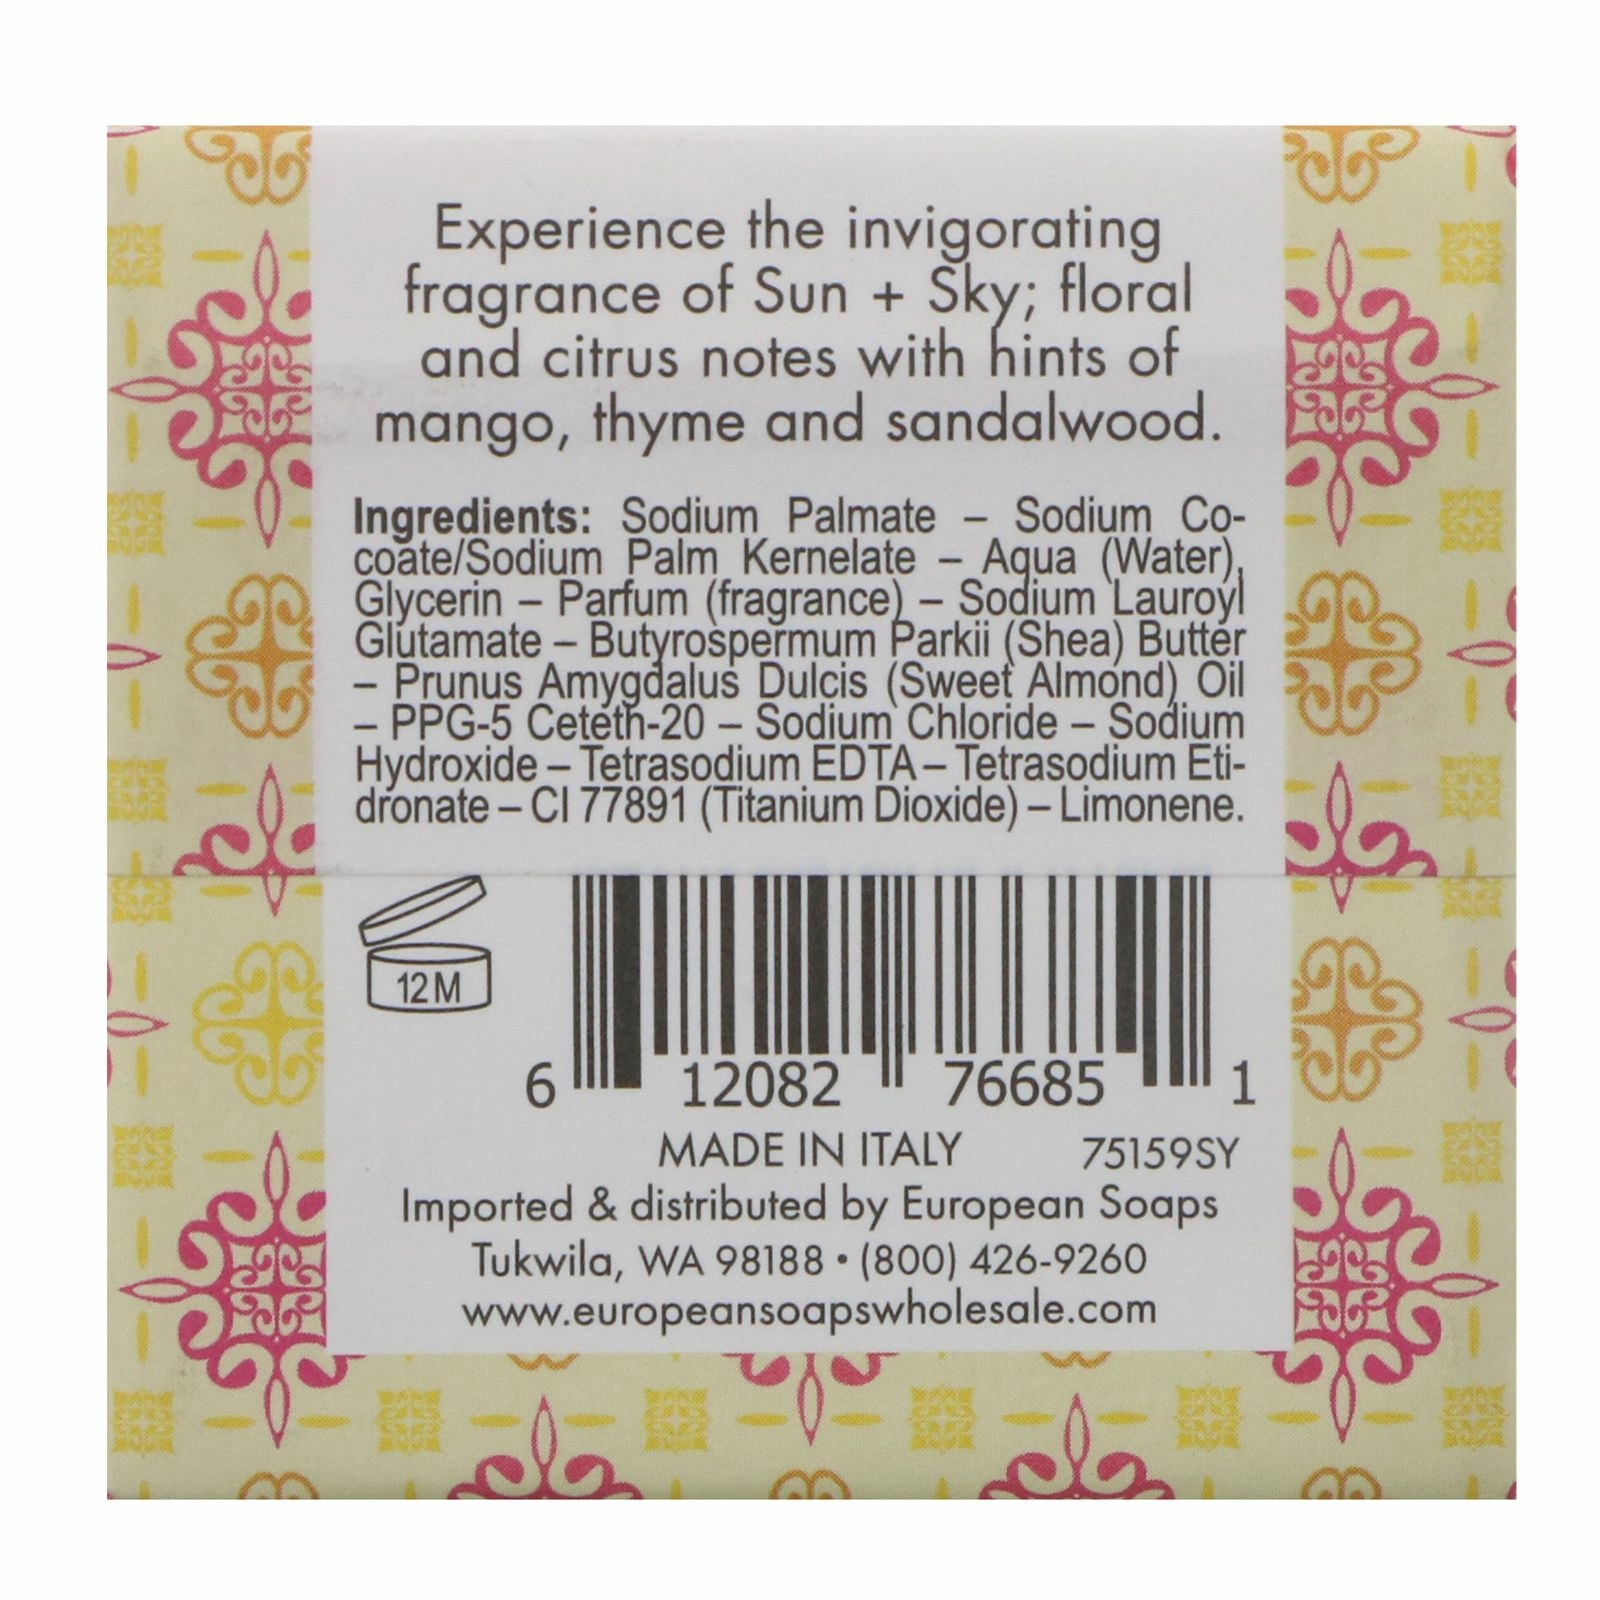 Experience the invigorating
fragrance of Sun + Sky; floral
and citrus notes with hints of
mango, thyme and sandalwood.
Ingredients: Sodium Palmate – Sodium Co-
coate/Sodium Palm Kernelate – Aqua (Water),
Glycerin – Parfum (fragrance) – Sodium Lauroyl
Glutamate – Butyrospermum Parkii (Shea) Butter
– Prunus Amygdalus Dulcis (Sweet Almond) Oil
– PPG-5 Ceteth-20 – Sodium Chloride – Sodium
Hydroxide – Tetrasodium EDTA – Tetrasodium Eti-
dronate – CI 77891 (Titanium Dioxide) – Limonene.
12M
6 12082 76685 1
MADE IN ITALY 75159SY
Imported & distributed by European Soaps
Tukwila, WA 98188 • (800) 426-9260
www.europeansoapswholesale.com